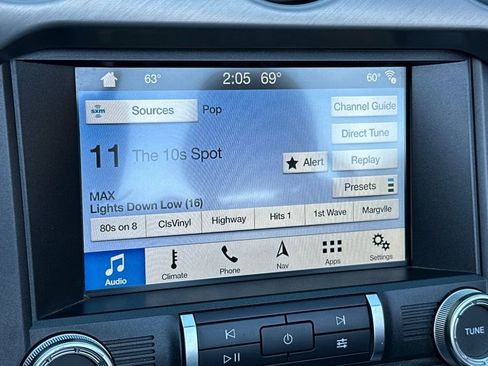 63° 2:05 69° 60°
sxm Sources Pop Channel Guide
Direct Tune
11 The 10s Spot
Alert Replay
Presets
MAX
Lights Down Low (16)
80s on 8 ClsVinyl Highway Hits 1 1st Wave Margvlle
Audio Climate Phone Nav Apps Settings
TUNE